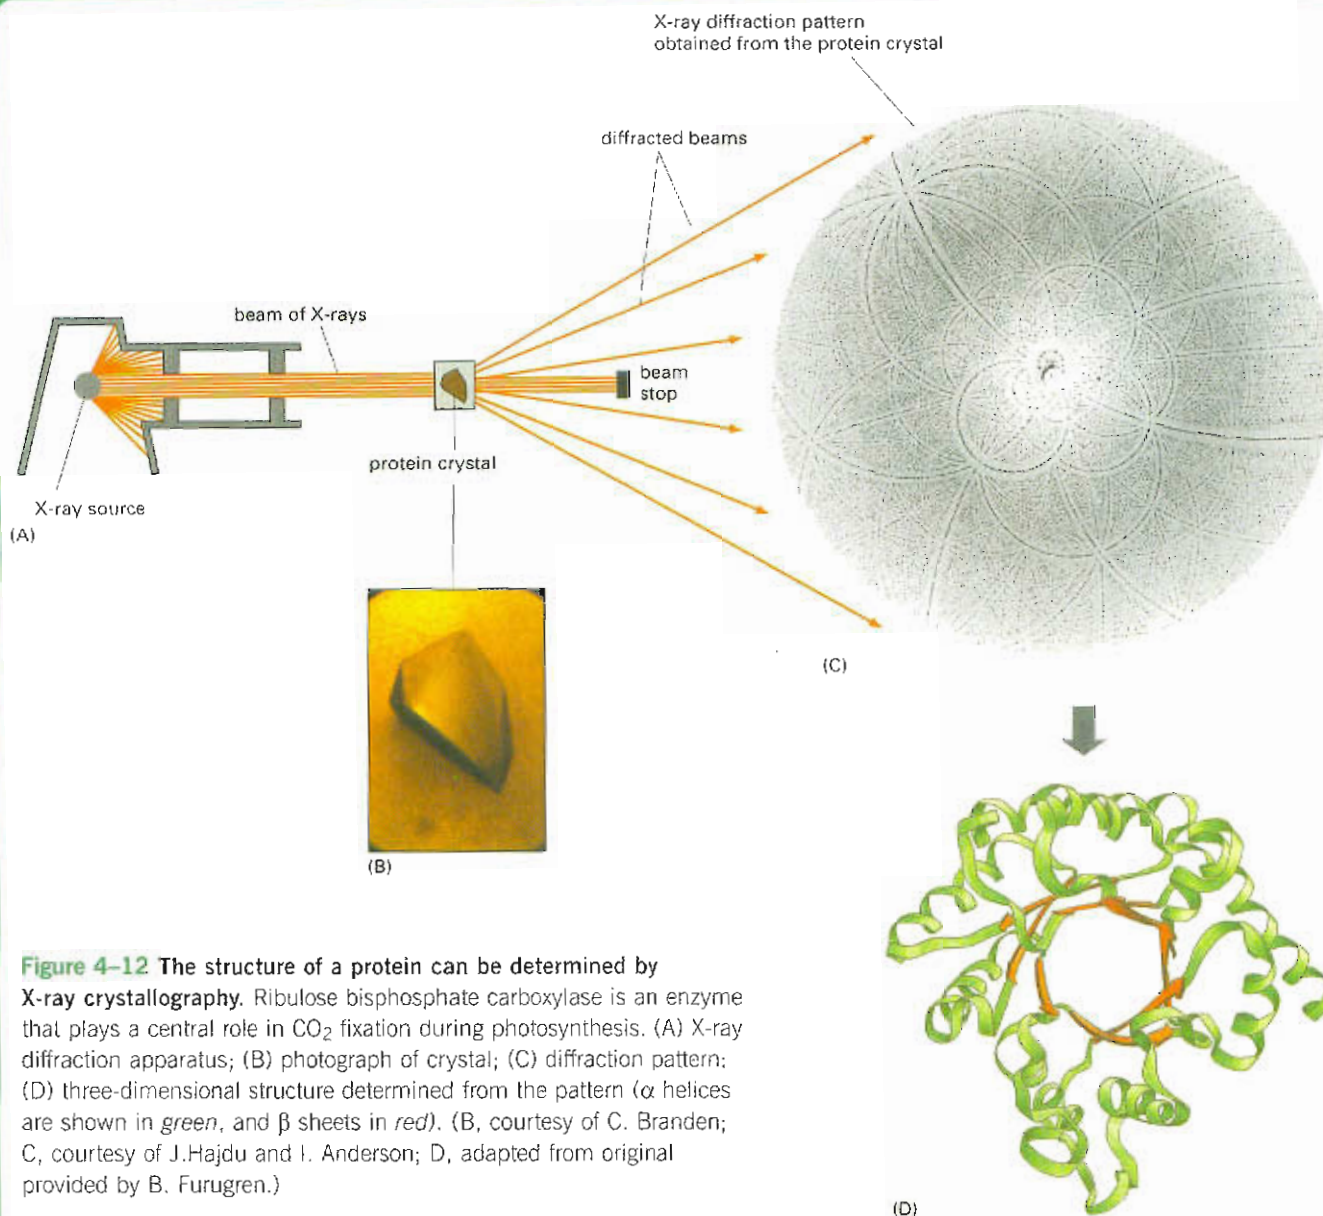 X-ray diffraction pattern
obtained from the protein crystal
diffracted beams
beam of X-rays
beam
stop
protein crystal
X-ray source
(A)
(C)
(B)
Figure 4–12 The structure of a protein can be determined by
X-ray crystallography. Ribulose bisphosphate carboxylase is an enzyme
that plays a central role in CO₂ fixation during photosynthesis. (A) X-ray
diffraction apparatus; (B) photograph of crystal; (C) diffraction pattern;
(D) three-dimensional structure determined from the pattern (α helices
are shown in green, and β sheets in red). (B, courtesy of C. Branden;
C, courtesy of J.Hajdu and I. Anderson; D, adapted from original
provided by B. Furugren.)
(D)